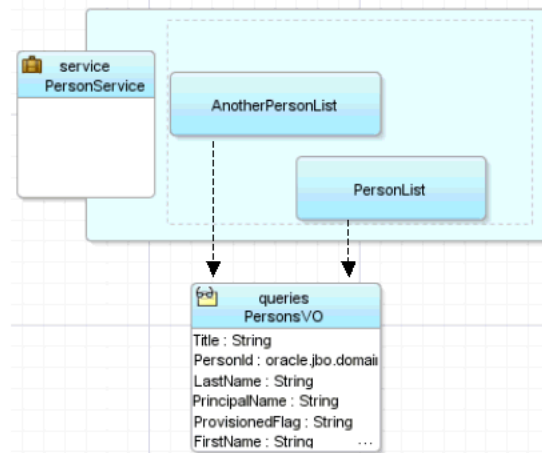 service
PersonService
AnotherPersonList
PersonList
queries
PersonsVO
Title : String
PersonId : oracle.jbo.domai
LastName : String
PrincipalName : String
ProvisionedFlag : String
FirstName : String ...